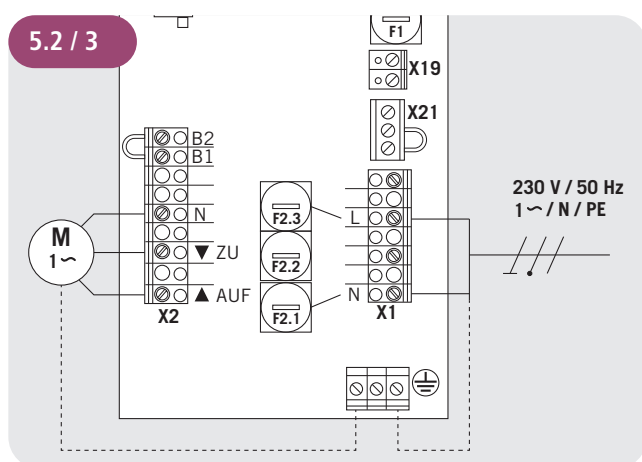 5.2 / 3
F1
X19
X21
B2
B1
N
▼ ZU
▲ AUF
X2
M
1~
F2.3
F2.2
F2.1
L
N
X1
230 V / 50 Hz
1~ / N / PE